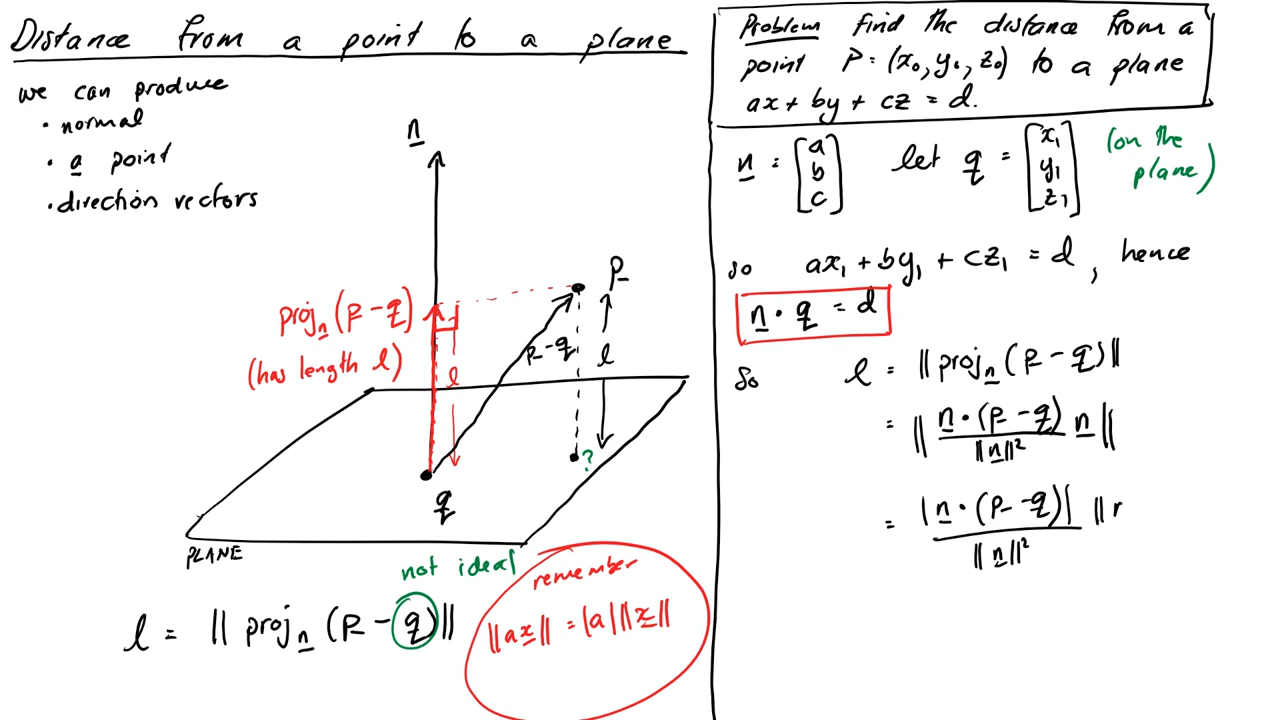 Distance from a point to a plane
we can produce
• normal
• a point
• direction vectors
n
P
proj_n (P - q)
(has length l)
l
P - q
l
?
q
PLANE
not ideal
l = || proj_n (P - q) ||
remember
||ax|| = |a| ||x||
Problem Find the distance from a
point P = (x₀, y₀, z₀) to a plane
ax + by + cz = d.
n = [a b c] let q = [x₁ y₁ z₁] (on the
plane)
so ax₁ + by₁ + cz₁ = d, hence
n · q = d
So l = || proj_n (P - q) ||
= || n · (P - q) / ||n||² n ||
= |n · (P - q)| / ||n||² || r